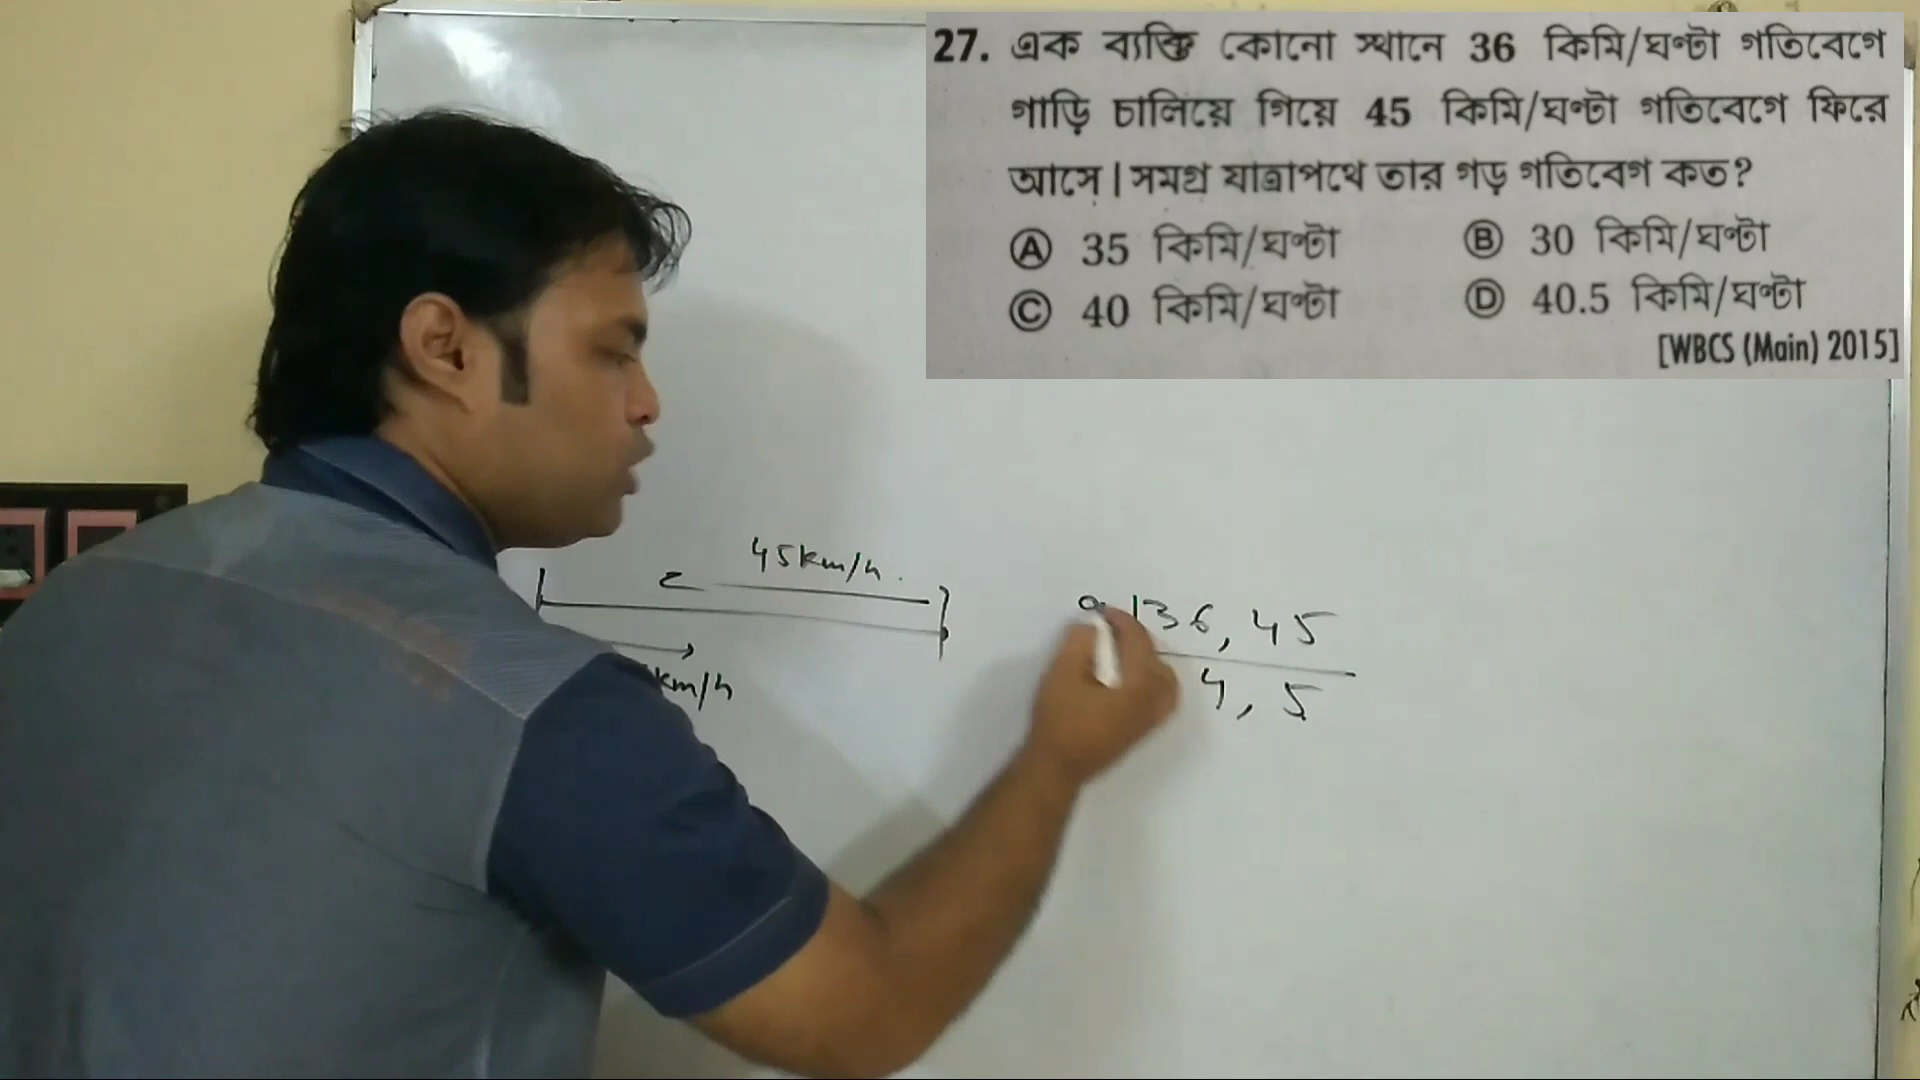 27. এক ব্যক্তি কোনো স্থানে 36 কিমি/ঘণ্টা গতিবেগে
গাড়ি চালিয়ে গিয়ে 45 কিমি/ঘণ্টা গতিবেগে ফিরে
আসে। সমগ্র যাত্রাপথে তার গড় গতিবেগ কত?
Ⓐ 35 কিমি/ঘণ্টা Ⓑ 30 কিমি/ঘণ্টা
Ⓒ 40 কিমি/ঘণ্টা Ⓓ 40.5 কিমি/ঘণ্টা
[WBCS (Main) 2015]
45km/h
km/h
36, 45
4, 5